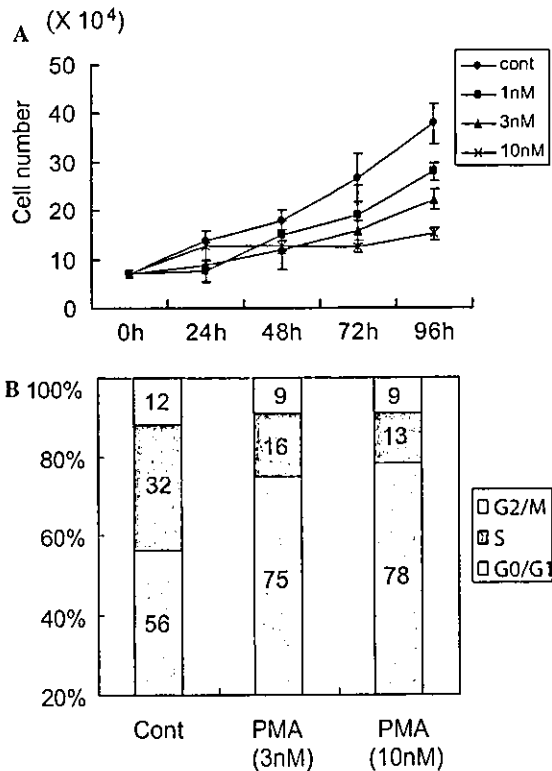 A (X 10⁴)
50
40
30
20
10
0
Cell number
0h 24h 48h 72h 96h
cont
1nM
3nM
10nM
B
100%
80%
60%
40%
20%
12 9 9
32 16 13
56 75 78
Cont PMA (3nM) PMA (10nM)
G2/M
S
G0/G1